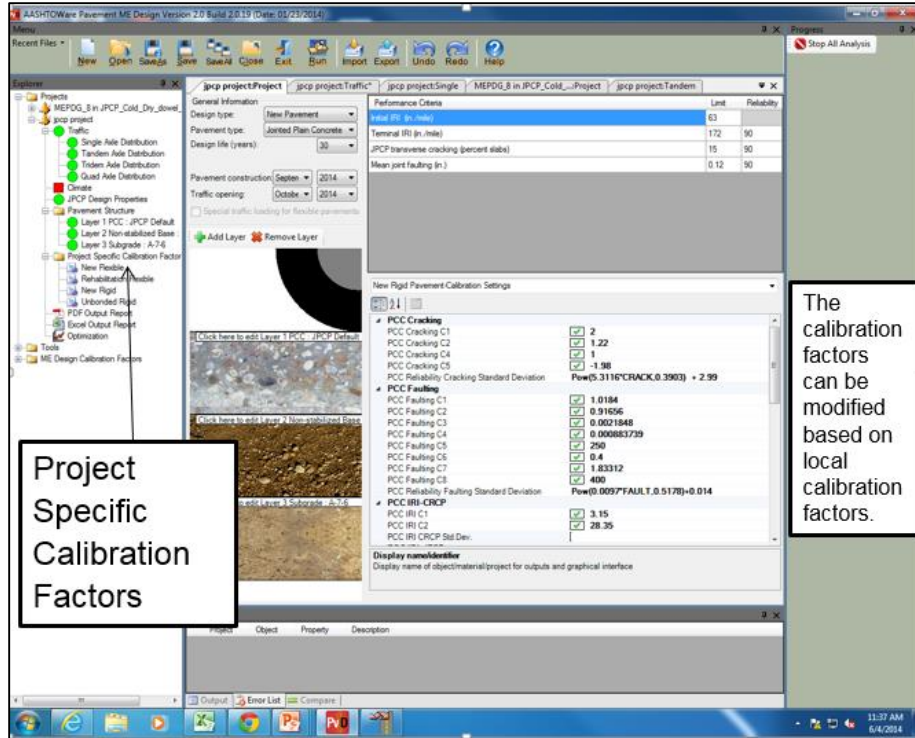 AASHTOWare Pavement ME Design Version 2.0 Build 2.0.19 (Date: 01/23/2014)
Menu
Recent Files
New Open SaveAs Save SaveAll Close Exit Run Import Export Undo Redo Help
Progress
Stop All Analysis
Explorer
Projects
MEPDG_8 in JPCP_Cold_Dry_dowel_
jpcp project
Traffic
Single Axle Distribution
Tandem Axle Distribution
Tridem Axle Distribution
Quad Axle Distribution
Climate
JPCP Design Properties
Pavement Structure
Layer 1 PCC : JPCP Default
Layer 2 Non-stabilized Base :
Layer 3 Subgrade : A-7-6
Project Specific Calibration Factor
New Flexible
Rehabilitation Flexible
New Rigid
Unbonded Rigid
PDF Output Report
Excel Output Report
Optimization
Tools
ME Design Calibration Factors
jpcp project:Project jpcp project:Traffic* jpcp project:Single MEPDG_8 in JPCP_Cold_...:Project jpcp project:Tandem
General Information
Design type: New Pavement
Pavement type: Jointed Plain Concrete
Design life (years): 30
Pavement construction: Septen 2014
Traffic opening: Octobe 2014
Special traffic loading for flexible pavements
Add Layer Remove Layer
Click here to edit Layer 1 PCC : JPCP Default
Click here to edit Layer 2 Non-stabilized Base
to edit Layer 3 Subgrade : A-7-6
Performance Criteria Limit Reliability
Initial IRI (in./mile) 63
Terminal IRI (in./mile) 172 90
JPCP transverse cracking (percent slabs) 15 90
Mean joint faulting (in.) 0.12 90
New Rigid Pavement-Calibration Settings
PCC Cracking
PCC Cracking C1 2
PCC Cracking C2 1.22
PCC Cracking C4 1
PCC Cracking C5 -1.98
PCC Reliability Cracking Standard Deviation Pow(5.3116*CRACK,0.3903) + 2.99
PCC Faulting
PCC Faulting C1 1.0184
PCC Faulting C2 0.91656
PCC Faulting C3 0.0021848
PCC Faulting C4 0.000883739
PCC Faulting C5 250
PCC Faulting C6 0.4
PCC Faulting C7 1.83312
PCC Faulting C8 400
PCC Reliability Faulting Standard Deviation Pow(0.0097*FAULT,0.5178)+0.014
PCC IRI-CRCP
PCC IRI C1 3.15
PCC IRI C2 28.35
PCC IRI CRCP Std.Dev.
Display name/identifier
Display name of object/material/project for outputs and graphical interface
Project
Specific
Calibration
Factors
The
calibration
factors
can be
modified
based on
local
calibration
factors.
Project Object Property Description
Output Error List Compare
11:37 AM
6/4/2014